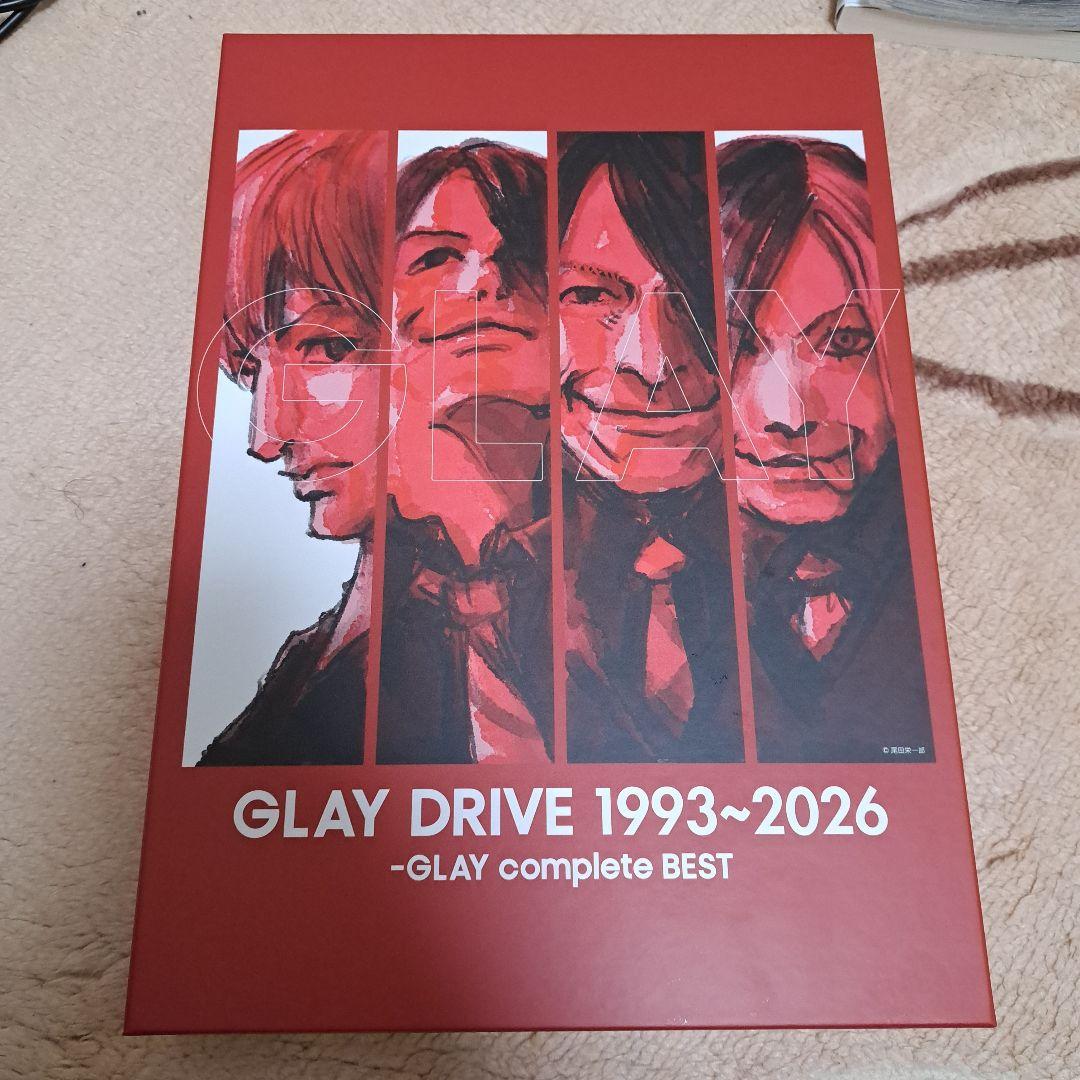 GLAY
© 尾田栄一郎
GLAY DRIVE 1993~2026
-GLAY complete BEST